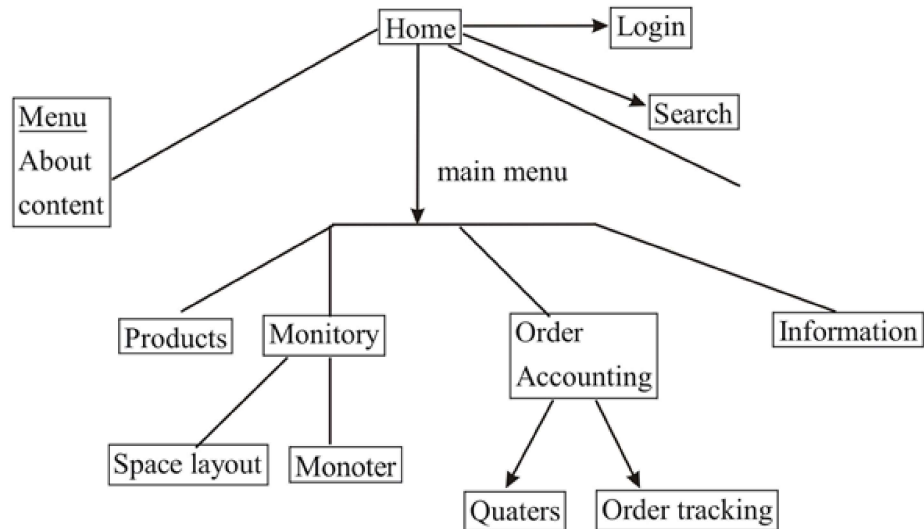 Home
Login
Search
Menu
About
content
main menu
Products
Monitory
Order
Accounting
Information
Space layout
Monoter
Quaters
Order tracking